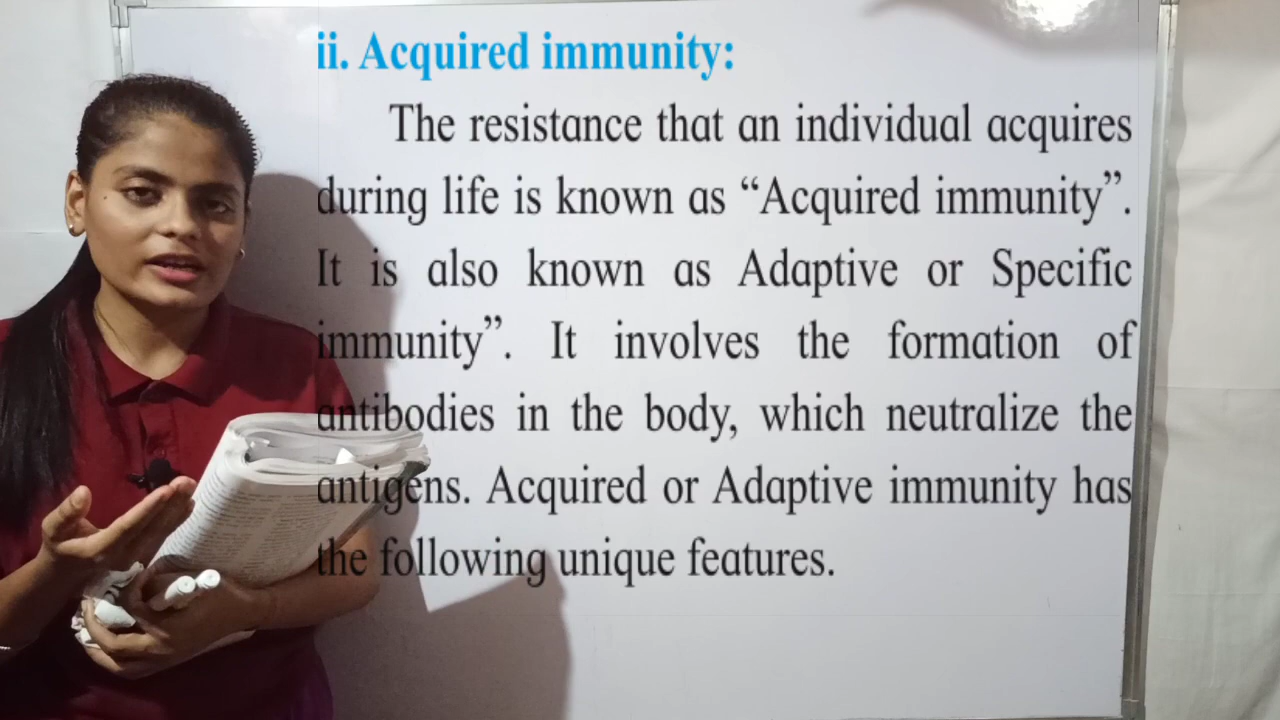 ii. Acquired immunity:
The resistance that an individual acquires
during life is known as “Acquired immunity”.
It is also known as Adaptive or Specific
immunity”. It involves the formation of
antibodies in the body, which neutralize the
antigens. Acquired or Adaptive immunity has
the following unique features.